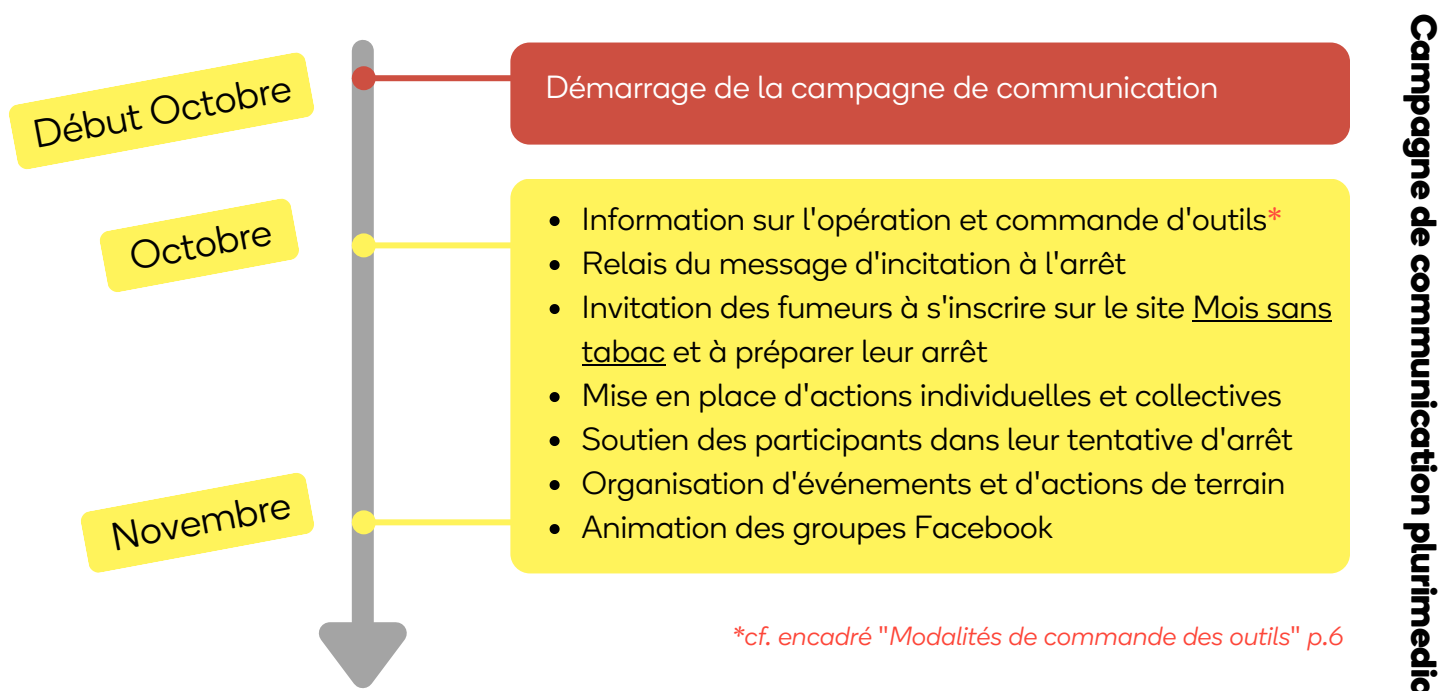 Début Octobre
Démarrage de la campagne de communication
Octobre
• Information sur l'opération et commande d'outils*
• Relais du message d'incitation à l'arrêt
• Invitation des fumeurs à s'inscrire sur le site Mois sans
tabac et à préparer leur arrêt
• Mise en place d'actions individuelles et collectives
• Soutien des participants dans leur tentative d'arrêt
• Organisation d'événements et d'actions de terrain
• Animation des groupes Facebook
Novembre
*cf. encadré "Modalités de commande des outils" p.6
Campagne de communication plurimedia